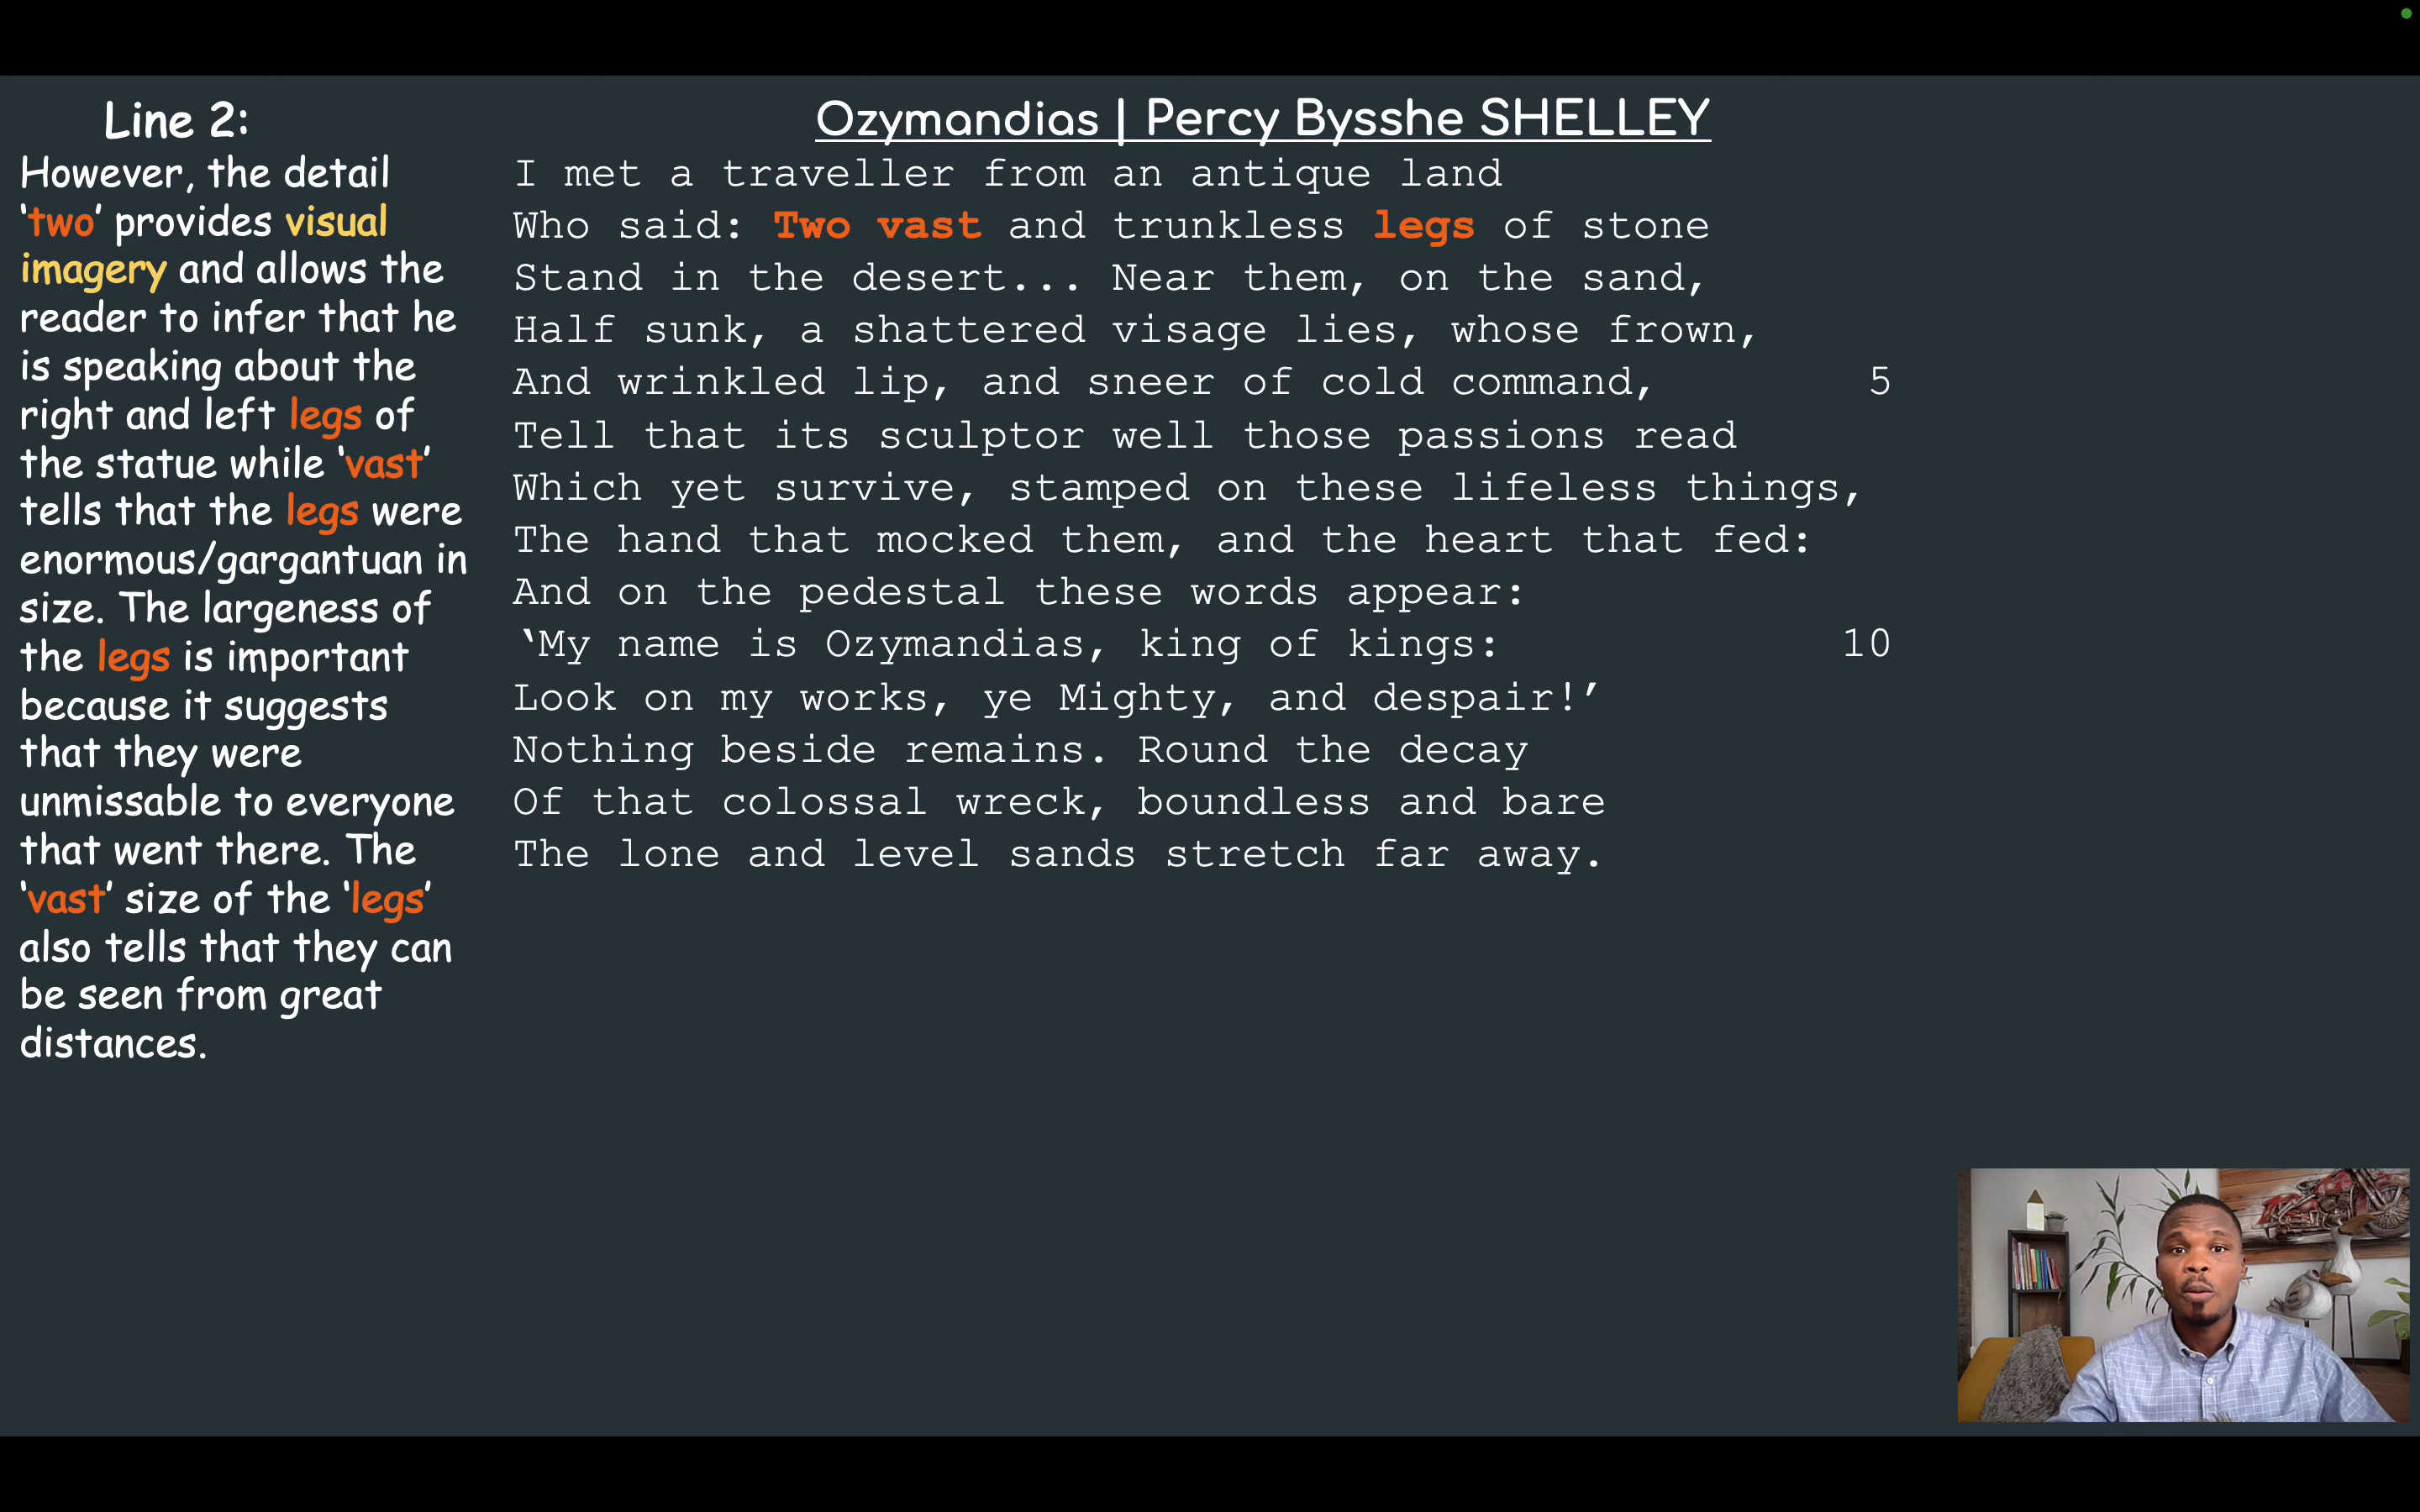 Line 2:
However, the detail
‘two’ provides visual
imagery and allows the
reader to infer that he
is speaking about the
right and left legs of
the statue while ‘vast’
tells that the legs were
enormous/gargantuan in
size. The largeness of
the legs is important
because it suggests
that they were
unmissable to everyone
that went there. The
‘vast’ size of the ‘legs’
also tells that they can
be seen from great
distances.
Ozymandias | Percy Bysshe SHELLEY
I met a traveller from an antique land
Who said: Two vast and trunkless legs of stone
Stand in the desert... Near them, on the sand,
Half sunk, a shattered visage lies, whose frown,
And wrinkled lip, and sneer of cold command, 5
Tell that its sculptor well those passions read
Which yet survive, stamped on these lifeless things,
The hand that mocked them, and the heart that fed:
And on the pedestal these words appear:
‘My name is Ozymandias, king of kings: 10
Look on my works, ye Mighty, and despair!’
Nothing beside remains. Round the decay
Of that colossal wreck, boundless and bare
The lone and level sands stretch far away.